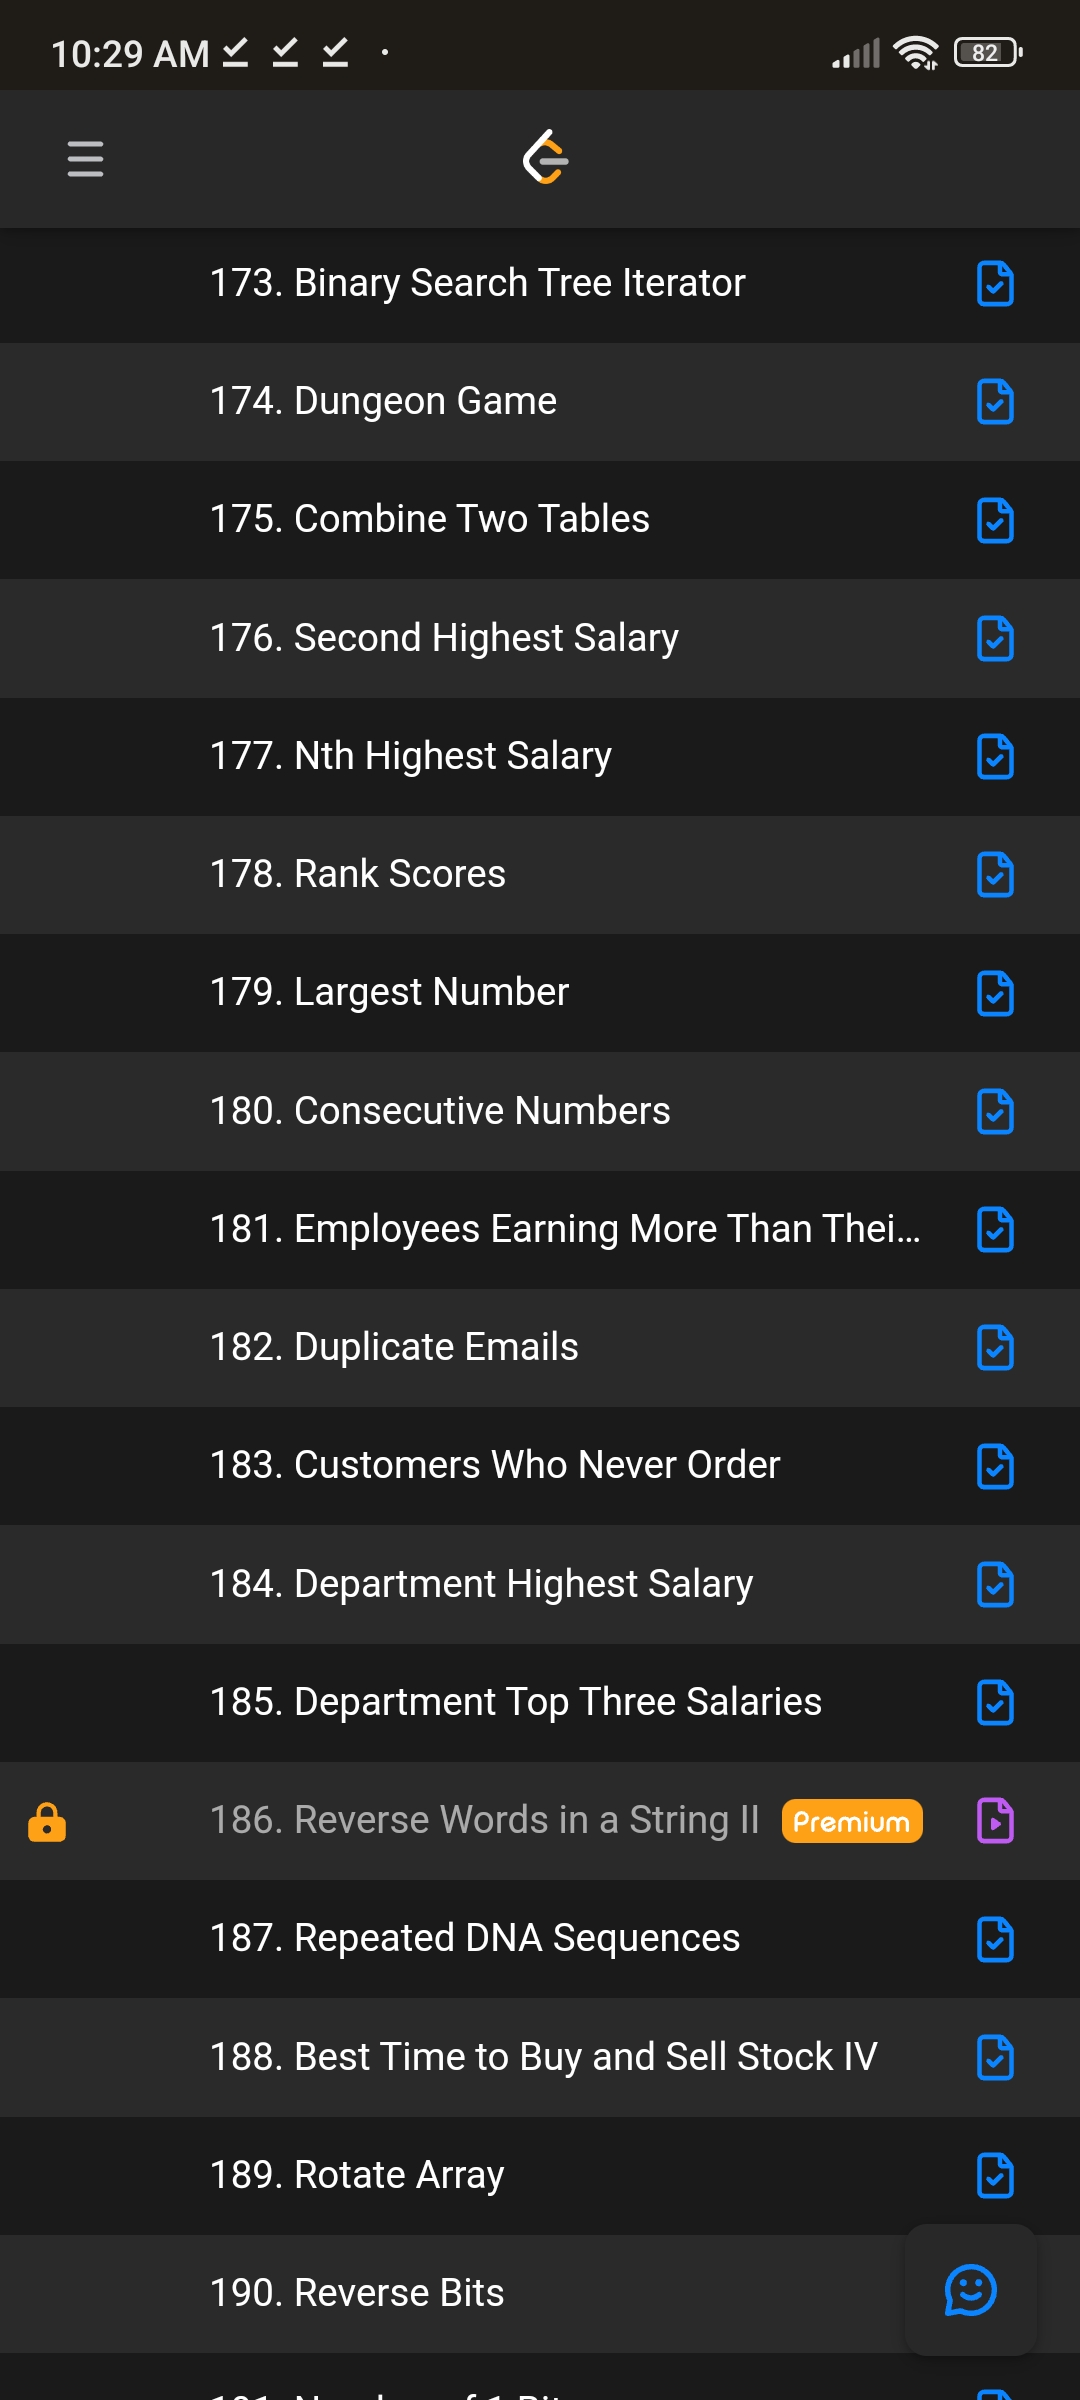 10:29 AM
82
173. Binary Search Tree Iterator
174. Dungeon Game
175. Combine Two Tables
176. Second Highest Salary
177. Nth Highest Salary
178. Rank Scores
179. Largest Number
180. Consecutive Numbers
181. Employees Earning More Than Thei...
182. Duplicate Emails
183. Customers Who Never Order
184. Department Highest Salary
185. Department Top Three Salaries
186. Reverse Words in a String II Premium
187. Repeated DNA Sequences
188. Best Time to Buy and Sell Stock IV
189. Rotate Array
190. Reverse Bits